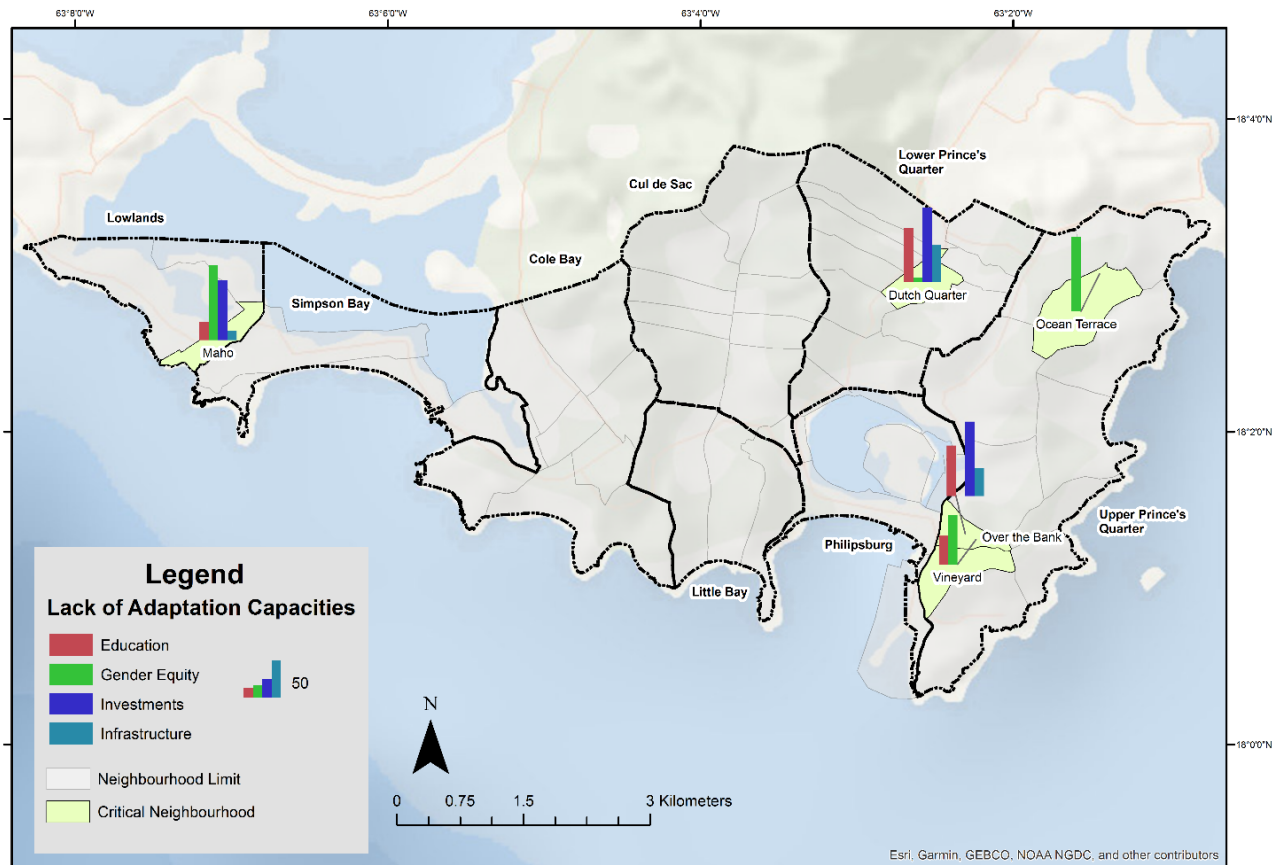 63°8'0"W 63°6'0"W 63°4'0"W 63°2'0"W
18°4'0"N
Lower Prince's
Quarter
Cul de Sac
Lowlands
Cole Bay
Simpson Bay
Dutch Quarter
Ocean Terrace
Maho
18°2'0"N
Upper Prince's
Quarter
Over the Bank
Philipsburg
Vineyard
Little Bay
Legend
Lack of Adaptation Capacities
Education
Gender Equity
50
Investments
Infrastructure
Neighbourhood Limit
Critical Neighbourhood
N
0 0.75 1.5 3 Kilometers
18°0'0"N
Esri, Garmin, GEBCO, NOAA NGDC, and other contributors